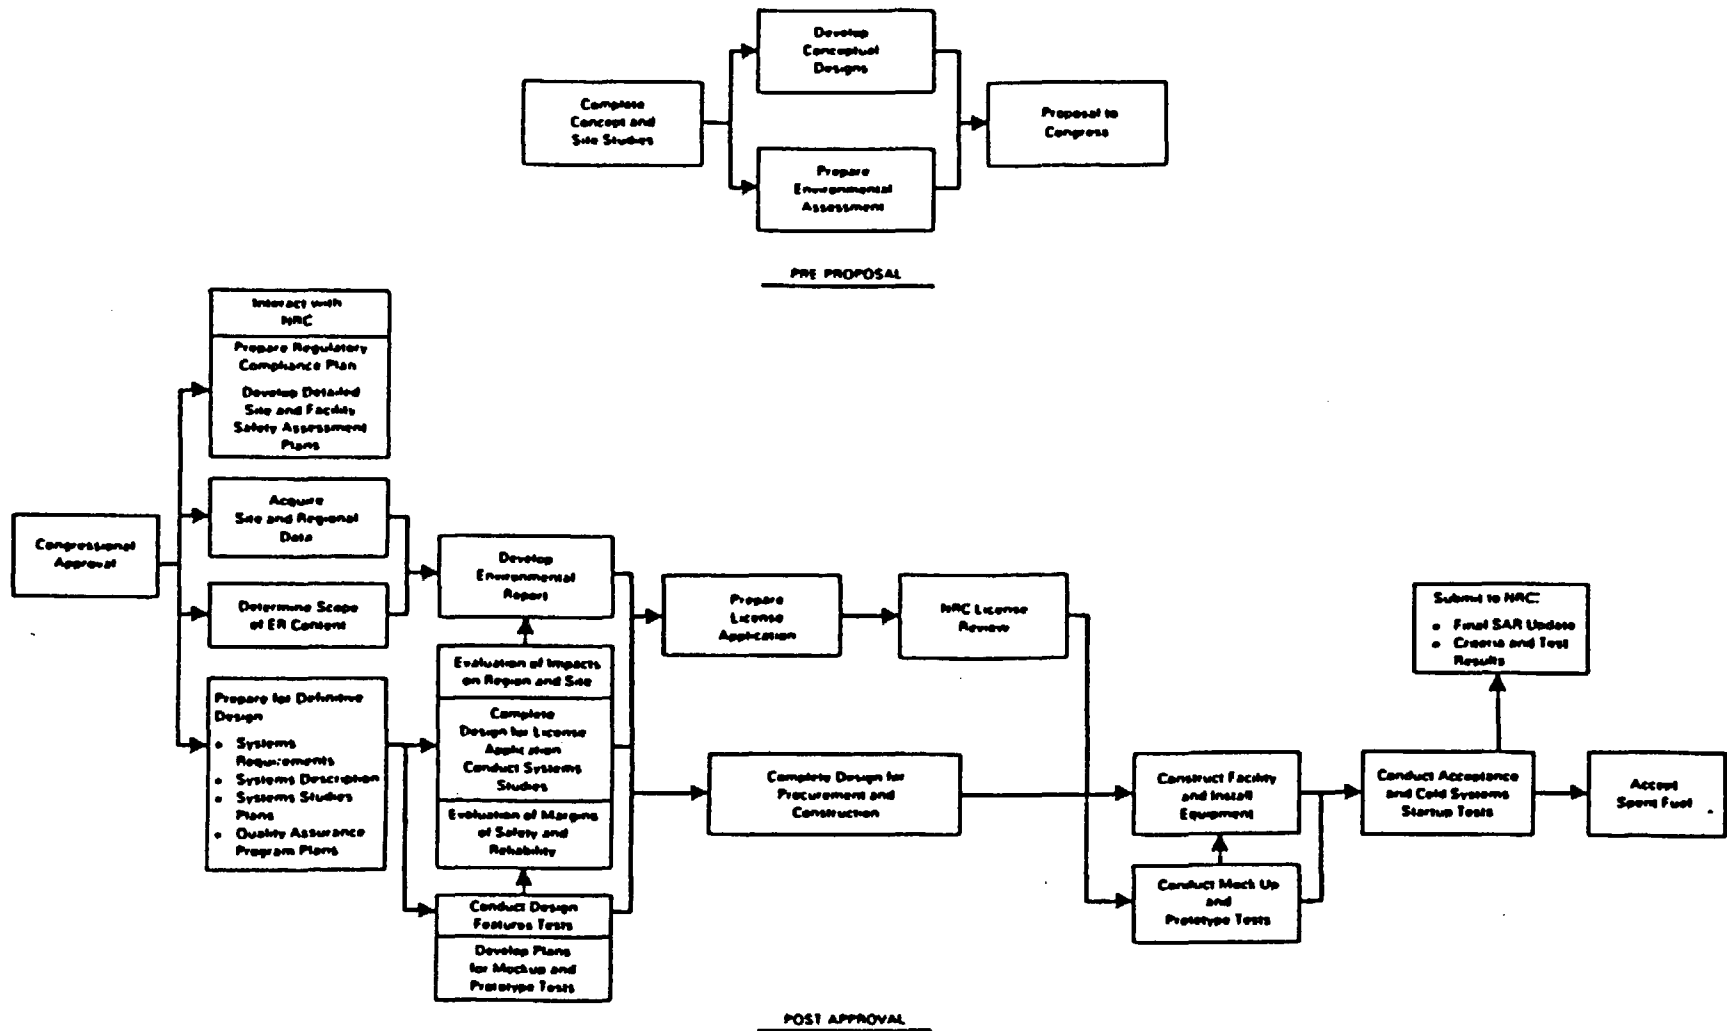 Develop
Conceptual
Designs
Complete
Concept and
Site Studies
Proposal to
Congress
Prepare
Environmental
Assessment
PRE PROPOSAL
Interact with
NRC
Prepare Regulatory
Compliance Plan
Develop Detailed
Site and Facility
Safety Assessment
Plans
Acquire
Site and Regional
Data
Congressional
Approval
Determine Scope
of ER Content
Prepare for Definitive
Design
• Systems
Requirements
• Systems Description
• Systems Studies
Plans
• Quality Assurance
Program Plans
Develop
Environmental
Report
Evaluation of Impacts
on Region and Site
Complete
Design for License
Application
Conduct Systems
Studies
Evaluation of Margins
of Safety and
Reliability
Conduct Design
Features Tests
Develop Plans
for Mockup and
Prototype Tests
Prepare
License
Application
NRC License
Review
Complete Design for
Procurement and
Construction
Construct Facility
and Install
Equipment
Conduct Mock Up
and
Prototype Tests
Submit to NRC:
• Final SAR Update
• Criteria and Test
Results
Conduct Acceptance
and Cold Systems
Startup Tests
Accept
Spent Fuel
POST APPROVAL